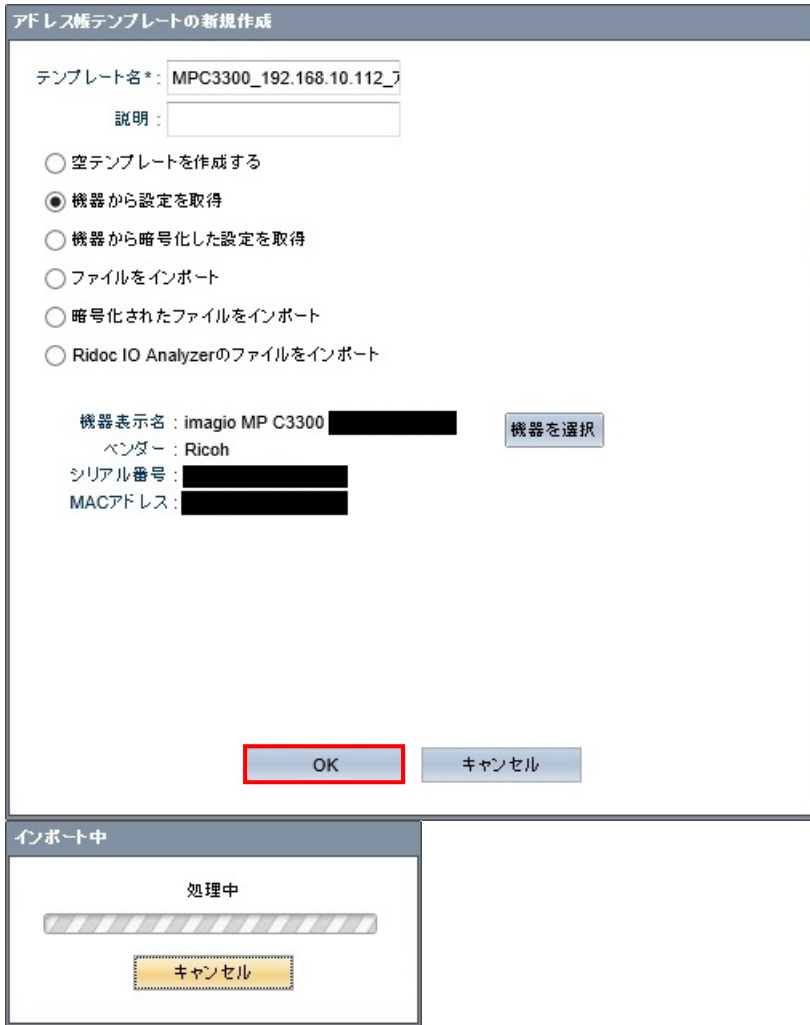 アドレス帳テンプレートの新規作成
テンプレート名*: MPC3300_192.168.10.112_
説明 :
空テンプレートを作成する
機器から設定を取得
機器から暗号化した設定を取得
ファイルをインポート
暗号化されたファイルをインポート
Ridoc IO Analyzerのファイルをインポート
機器表示名 : imagio MP C3300
機器を選択
ベンダー : Ricoh
シリアル番号 :
MACアドレス :
OK
キャンセル
インポート中
処理中
キャンセル